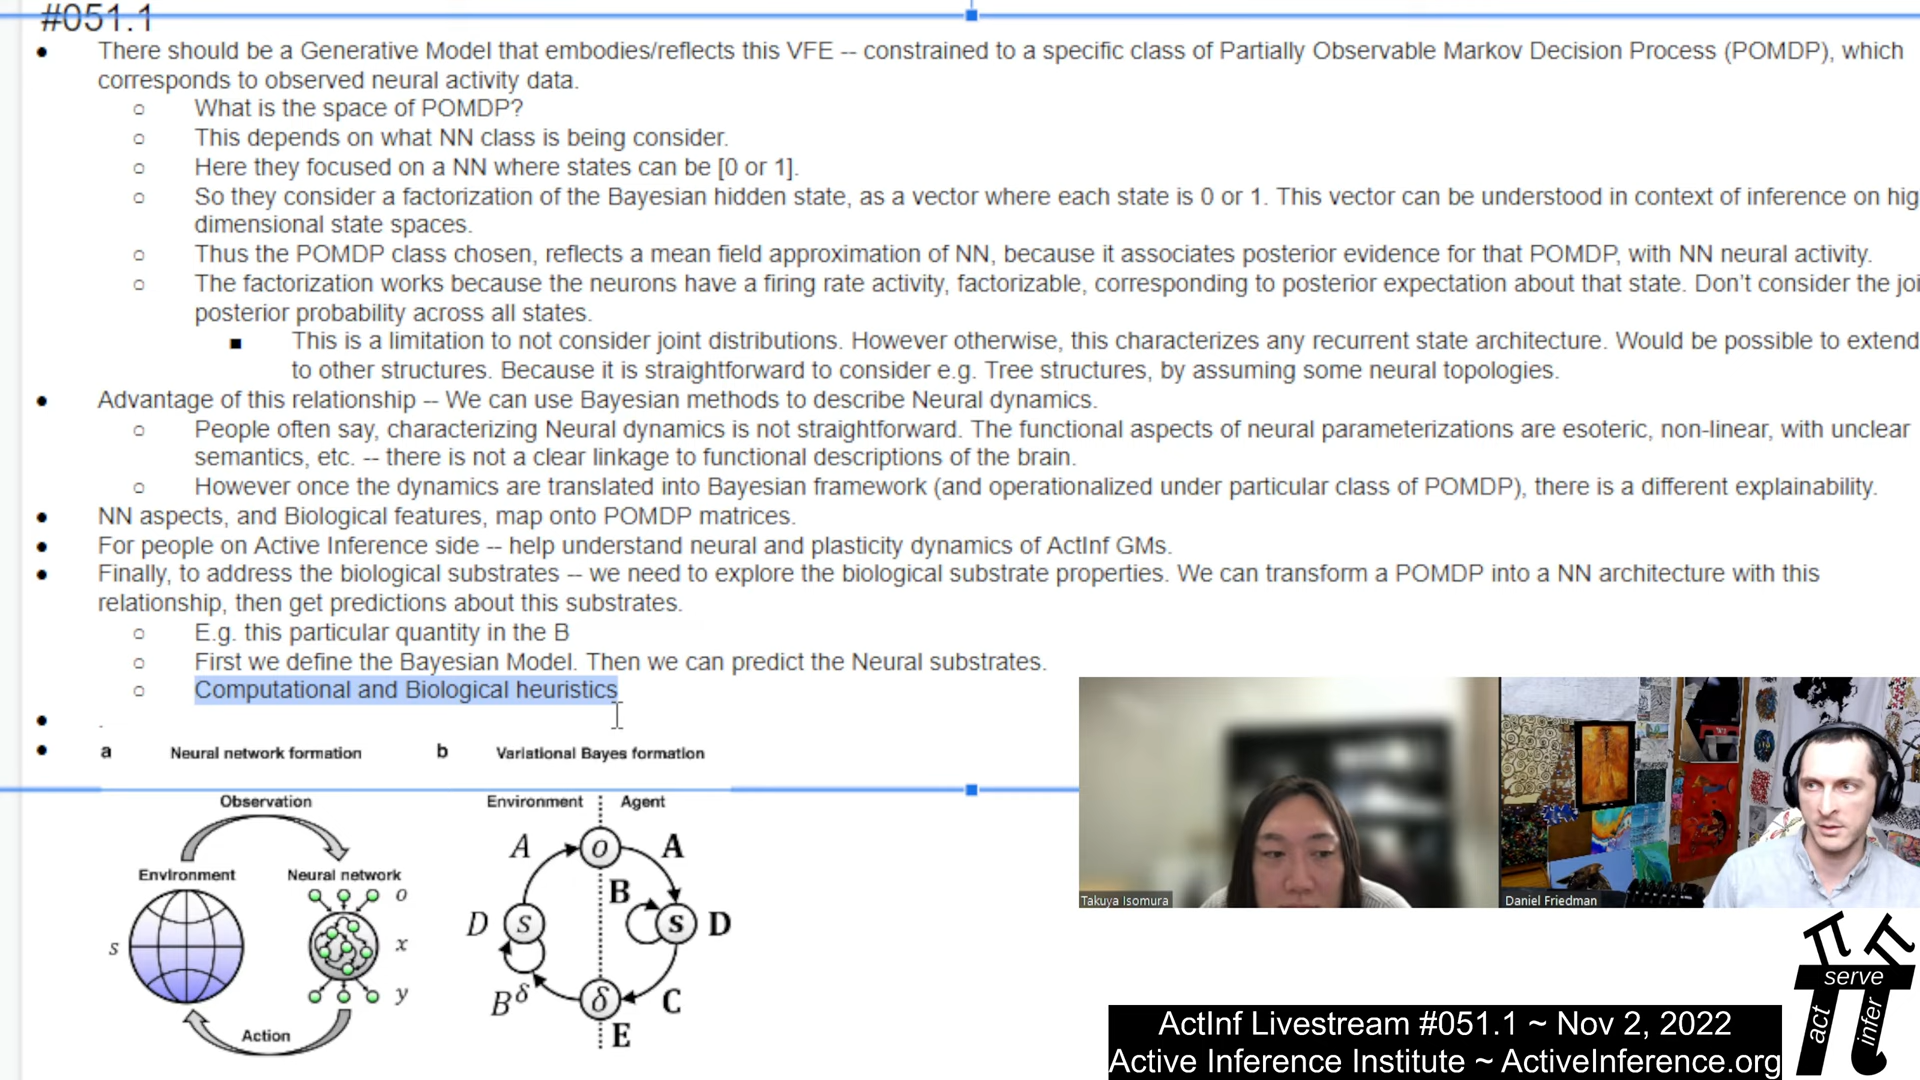 #051.1
There should be a Generative Model that embodies/reflects this VFE -- constrained to a specific class of Partially Observable Markov Decision Process (POMDP), which
corresponds to observed neural activity data.
What is the space of POMDP?
This depends on what NN class is being consider.
Here they focused on a NN where states can be [0 or 1].
So they consider a factorization of the Bayesian hidden state, as a vector where each state is 0 or 1. This vector can be understood in context of inference on hig
dimensional state spaces.
Thus the POMDP class chosen, reflects a mean field approximation of NN, because it associates posterior evidence for that POMDP, with NN neural activity.
The factorization works because the neurons have a firing rate activity, factorizable, corresponding to posterior expectation about that state. Don't consider the joi
posterior probability across all states.
This is a limitation to not consider joint distributions. However otherwise, this characterizes any recurrent state architecture. Would be possible to extend
to other structures. Because it is straightforward to consider e.g. Tree structures, by assuming some neural topologies.
Advantage of this relationship -- We can use Bayesian methods to describe Neural dynamics.
People often say, characterizing Neural dynamics is not straightforward. The functional aspects of neural parameterizations are esoteric, non-linear, with unclear
semantics, etc. -- there is not a clear linkage to functional descriptions of the brain.
However once the dynamics are translated into Bayesian framework (and operationalized under particular class of POMDP), there is a different explainability.
NN aspects, and Biological features, map onto POMDP matrices.
For people on Active Inference side -- help understand neural and plasticity dynamics of ActInf GMs.
Finally, to address the biological substrates -- we need to explore the biological substrate properties. We can transform a POMDP into a NN architecture with this
relationship, then get predictions about this substrates.
E.g. this particular quantity in the B
First we define the Bayesian Model. Then we can predict the Neural substrates.
Computational and Biological heuristics
.
a Neural network formation b Variational Bayes formation
Observation
Environment Neural network
o
s
x
y
Action
Environment Agent
A o A
B
D s s D
B^δ δ C
E
Takuya Isomura
Daniel Friedman
ActInf Livestream #051.1 ~ Nov 2, 2022
Active Inference Institute ~ ActiveInference.org
serve
act
infer